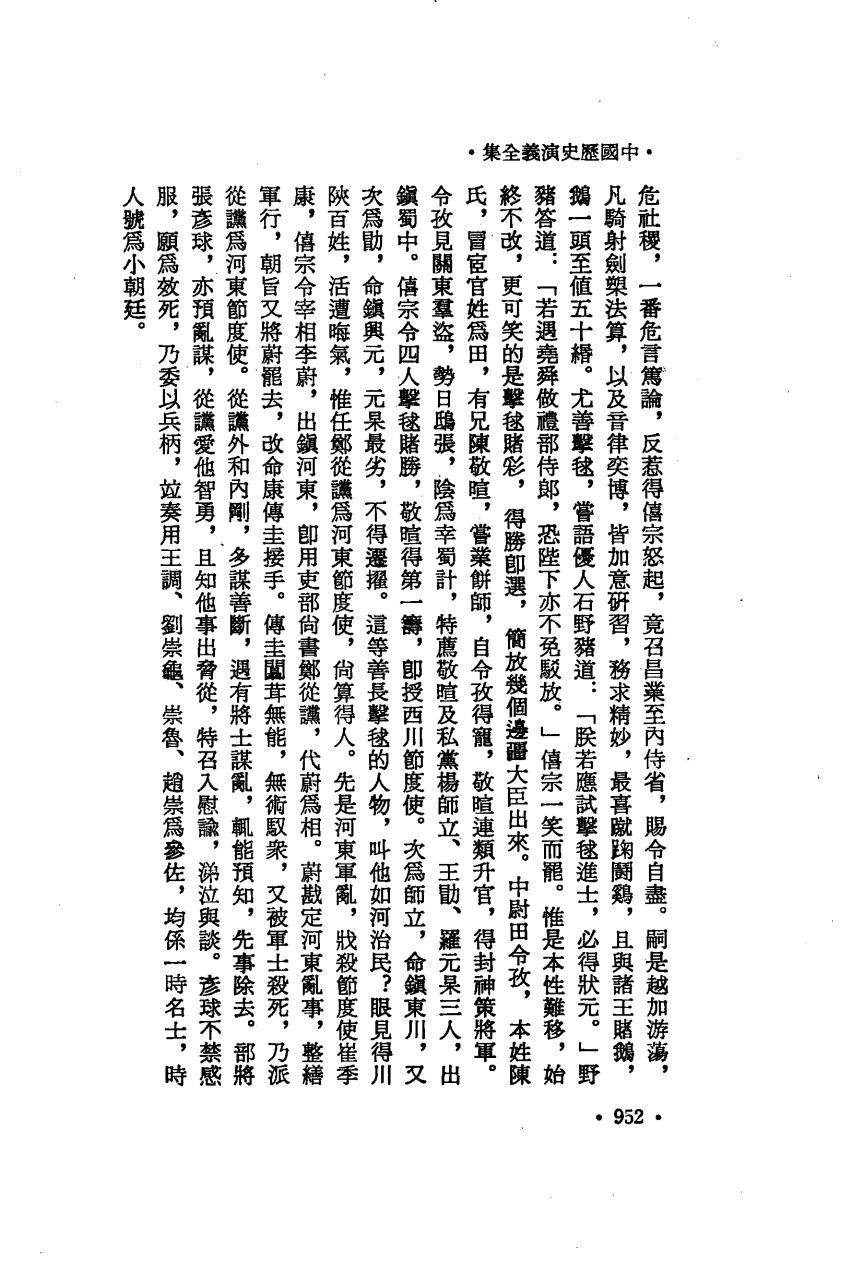 ·中國歷史演義全集·
危社稷，一番危言篤論，反惹得僖宗怒起，竟召昌業至內侍省，賜令自盡。嗣是越加游蕩，
凡騎射劍槊法算，以及音律奕博，皆加意硏習，務求精妙，最喜蹴踘鬭鷄，且與諸王賭鵝，
鵝一頭至値五十緡。尤善擊毬，嘗語優人石野豬道：「朕若應試擊毬進士，必得狀元。」野
豬答道：「若遇堯舜做禮部侍郞，恐陛下亦不免駁放。」僖宗一笑而罷。惟是本性難移，始
終不改，更可笑的是擊毬賭彩，得勝卽選，簡放幾個邊疆大臣出來。中尉田令孜，本姓陳
氏，冒宦官姓爲田，有兄陳敬暄，嘗業餅師，自令孜得寵，敬暄連類升官，得封神策將軍。
令孜見關東羣盜，勢日鴟張，陰爲幸蜀計，特薦敬暄及私黨楊師立、王勖、羅元杲三人，出
鎭蜀中。僖宗令四人擊毬賭勝，敬暄得第一籌，卽授西川節度使。次爲師立，命鎭東川，又
次爲勖，命鎭興元，元杲最劣，不得遷擢。這等善長擊毬的人物，叫他如何治民？眼見得川
陝百姓，活遭晦氣，惟任鄭從讜爲河東節度使，尙算得人。先是河東軍亂，戕殺節度使崔季
康，僖宗令宰相李蔚，出鎭河東，卽用吏部尙書鄭從讜，代蔚爲相。蔚戡定河東亂事，整繕
軍行，朝旨又將蔚罷去，改命康傳圭接手。傳圭闒茸無能，無術馭衆，又被軍士殺死，乃派
從讜爲河東節度使。從讜外和內剛，多謀善斷，遇有將士謀亂，輒能預知，先事除去。部將
張彥球，亦預亂謀，從讜愛他智勇，且知他事出脅從，特召入慰諭，涕泣與談。彥球不禁感
服，願爲效死，乃委以兵柄，竝奏用王調、劉崇龜、崇魯、趙崇爲參佐，均係一時名士，時
人號爲小朝廷。
·952·